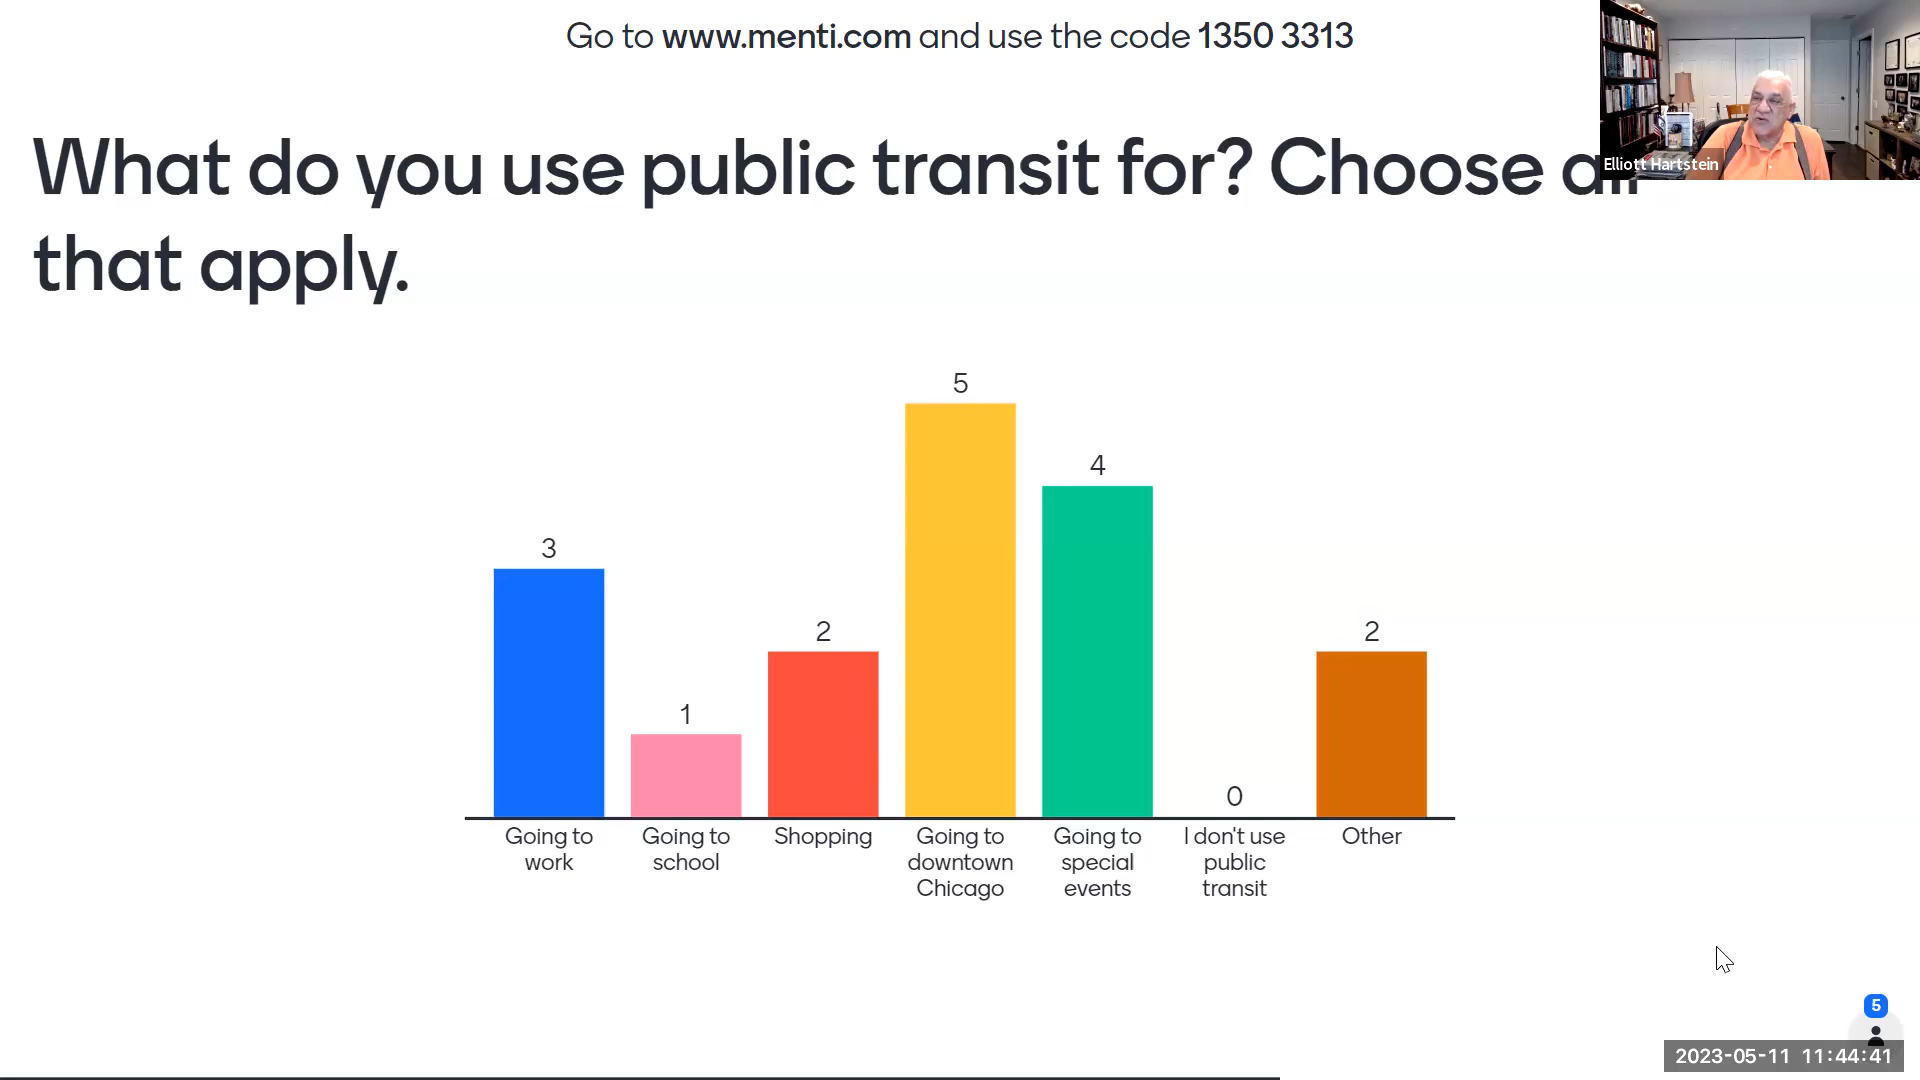 Go to www.menti.com and use the code 1350 3313
What do you use public transit for? Choose all
that apply.
Elliott Hartstein
5
4
3
2
2
1
0
Going to work
Going to school
Shopping
Going to downtown Chicago
Going to special events
I don't use public transit
Other
5
2023-05-11 11:44:41